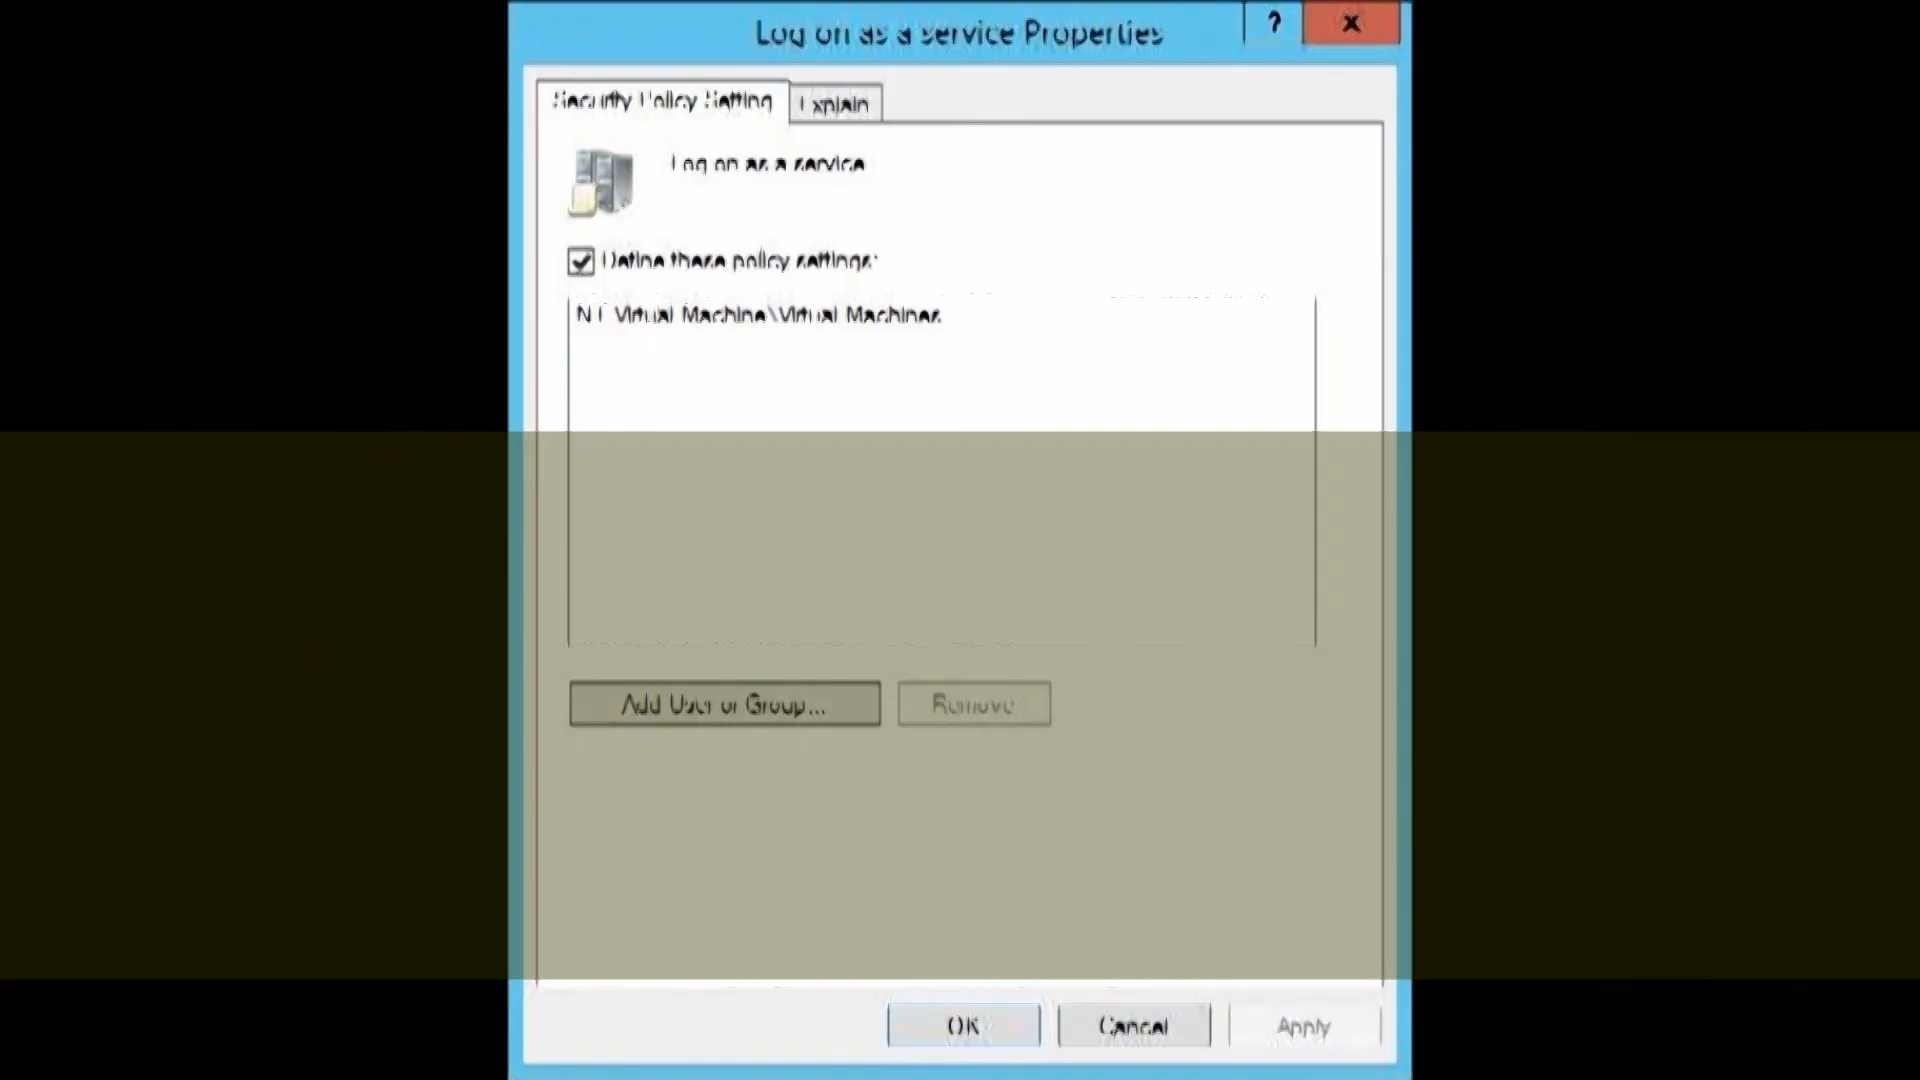 Log on as a service Properties
?
x
Security Policy Setting
Explain
Log on as a service
Define these policy settings:
NT Virtual Machine\Virtual Machines
Add User or Group...
Remove
OK
Cancel
Apply